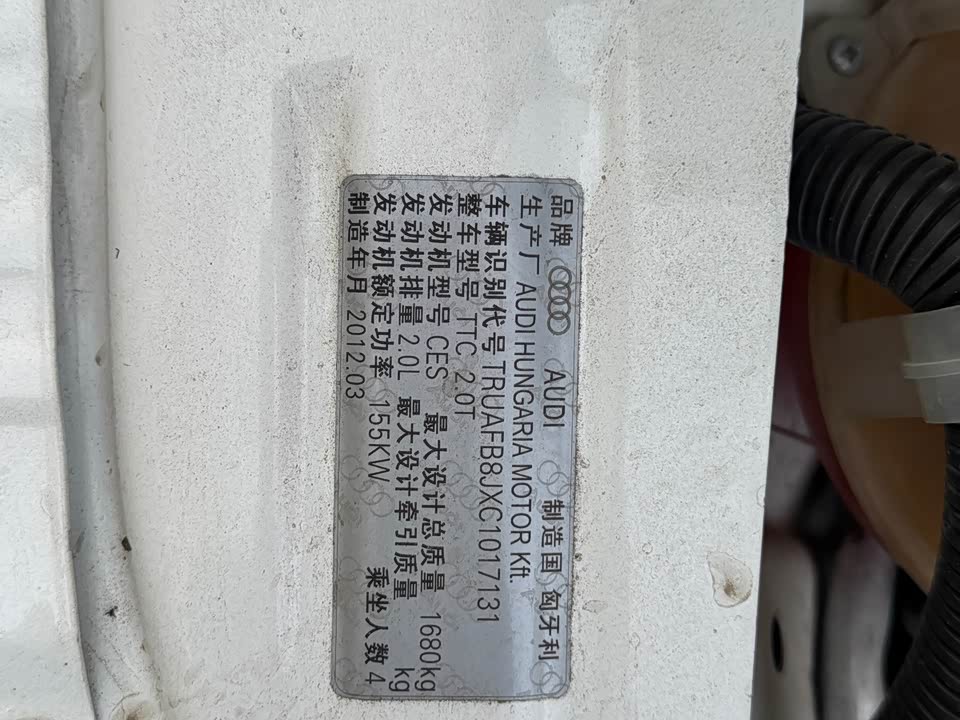 品牌 AUDI 制造国 匈牙利
生产厂 AUDI HUNGARIA MOTOR Kft.
车辆识别代号 TRUAFB8JXC1017131
整车型号 TTC 2.0T
发动机型号 CES 最大设计总质量 1680kg
发动机排量 2.0L 最大设计牵引质量 kg
发动机额定功率 155KW 乘坐人数 4
制造年月 2012.03